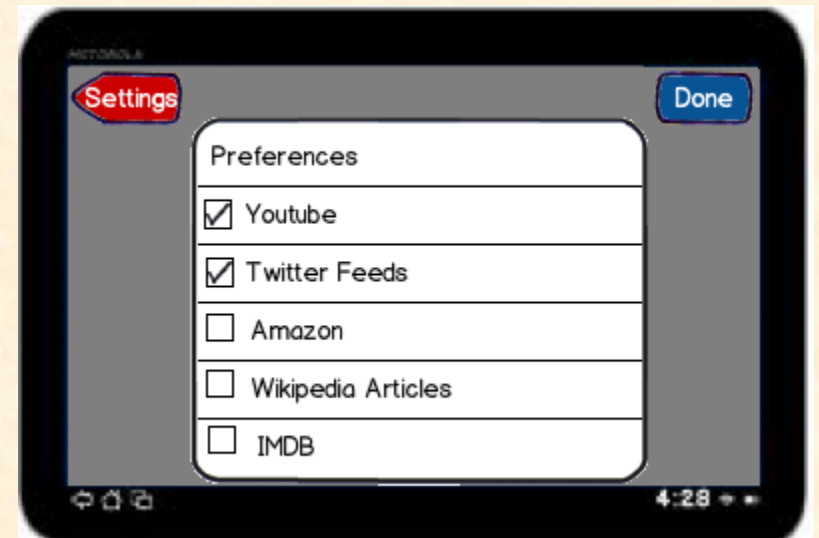 MOTOROLA
Settings
Done
Preferences
Youtube
Twitter Feeds
Amazon
Wikipedia Articles
IMDB
4:28